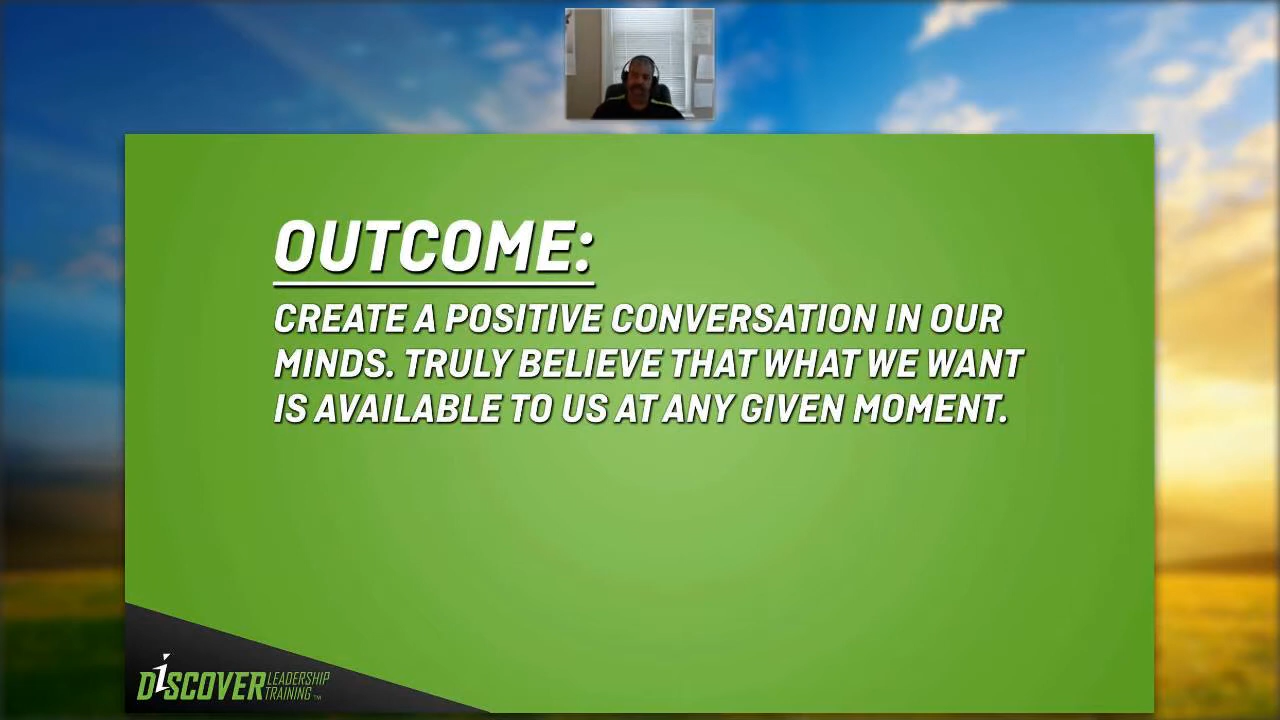 OUTCOME:
CREATE A POSITIVE CONVERSATION IN OUR
MINDS. TRULY BELIEVE THAT WHAT WE WANT
IS AVAILABLE TO US AT ANY GIVEN MOMENT.
DISCOVER LEADERSHIP
TRAINING™